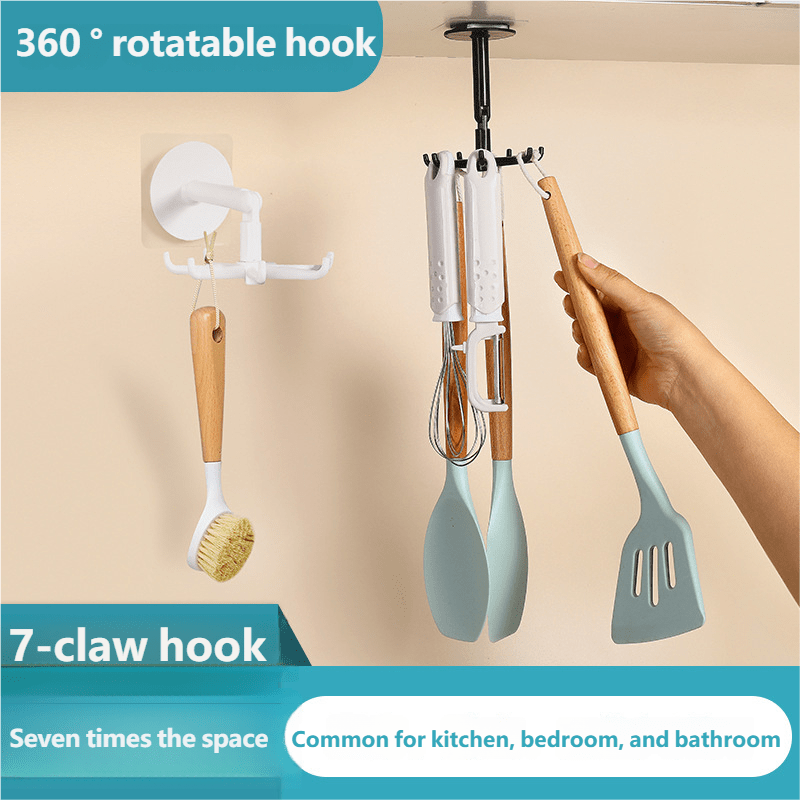 360 ° rotatable hook
7-claw hook
Seven times the space
Common for kitchen, bedroom, and bathroom